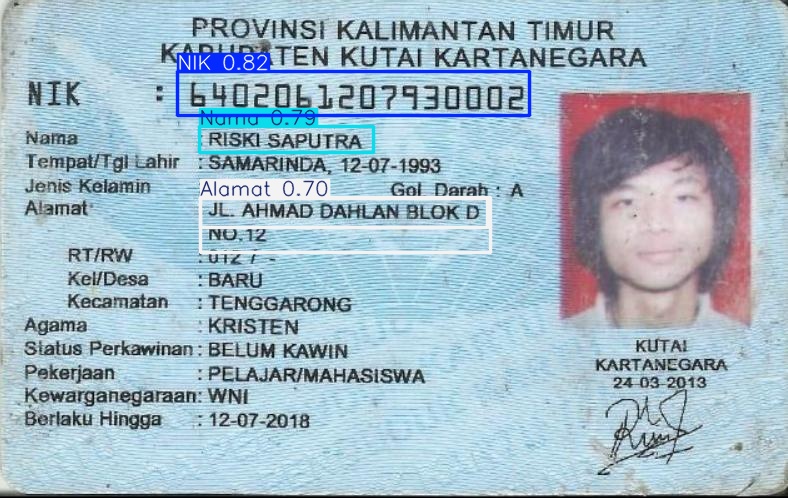 PROVINSI KALIMANTAN TIMUR
KABUPATEN KUTAI KARTANEGARA
NIK 0.82
NIK : 6402061207930002
Nama 0.79
Nama RISKI SAPUTRA
Tempat/Tgl Lahir : SAMARINDA, 12-07-1993
Jenis Kelamin Gol. Darah : A
Alamat 0.70
Alamat JL. AHMAD DAHLAN BLOK D
NO.12
RT/RW : 012 / -
Kel/Desa : BARU
Kecamatan : TENGGARONG
Agama : KRISTEN
Status Perkawinan : BELUM KAWIN
Pekerjaan : PELAJAR/MAHASISWA
Kewarganegaraan: WNI
Berlaku Hingga : 12-07-2018
KUTAI
KARTANEGARA
24-03-2013